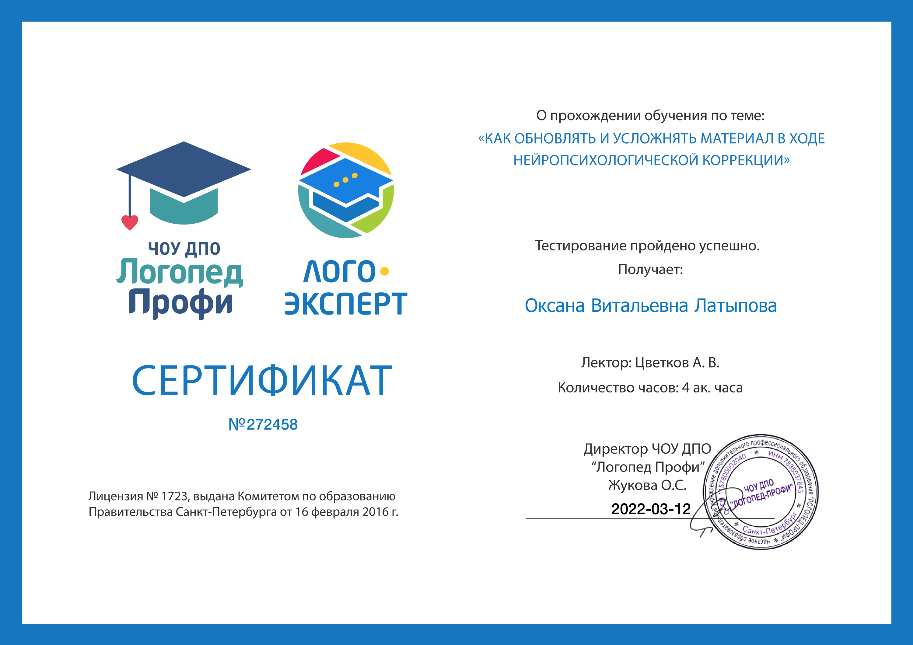 ЧОУ ДПО
Логопед
Профи
ЛОГО
ЭКСПЕРТ
СЕРТИФИКАТ
№272458
Лицензия № 1723, выдана Комитетом по образованию
Правительства Санкт-Петербурга от 16 февраля 2016 г.
О прохождении обучения по теме:
«КАК ОБНОВЛЯТЬ И УСЛОЖНЯТЬ МАТЕРИАЛ В ХОДЕ
НЕЙРОПСИХОЛОГИЧЕСКОЙ КОРРЕКЦИИ»
Тестирование пройдено успешно.
Получает:
Оксана Витальевна Латыпова
Лектор: Цветков А. В.
Количество часов: 4 ак. часа
Директор ЧОУ ДПО
“Логопед Профи”
Жукова О.С.
2022-03-12
ЧОУ ДПО
"ЛОГОПЕД-ПРОФИ"
Санкт-Петербург